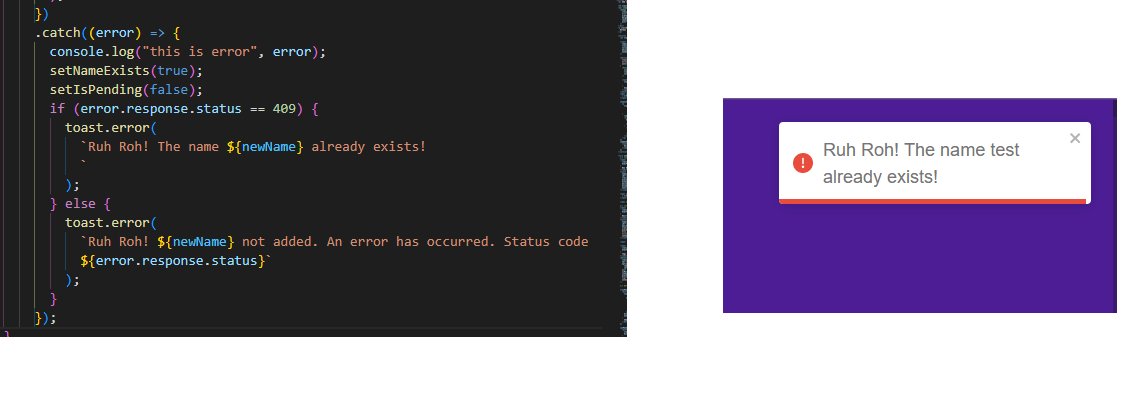 })
.catch((error) => {
console.log("this is error", error);
setNameExists(true);
setIsPending(false);
if (error.response.status == 409) {
toast.error(
`Ruh Roh! The name ${newName} already exists!
`
);
} else {
toast.error(
`Ruh Roh! ${newName} not added. An error has occurred. Status code
${error.response.status}`
);
}
});
Ruh Roh! The name test
already exists!